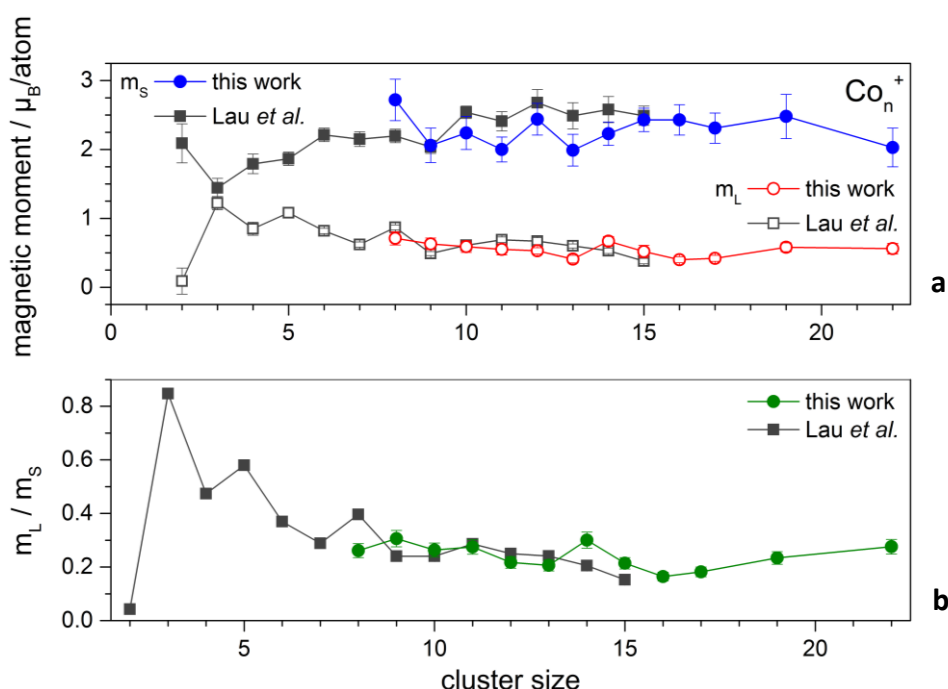 magnetic moment / μB/atom
3
2
1
0
mS
this work
Lau et al.
Con+
mL
this work
Lau et al.
0
5
10
15
20
a
mL / mS
0.8
0.6
0.4
0.2
0.0
this work
Lau et al.
5
10
15
20
b
cluster size